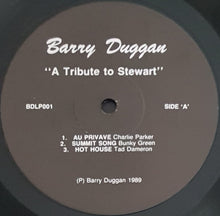 Barry Duggan
"A Tribute to Stewart"
BDLP001 SIDE 'A'
1. AU PRIVAVE Charlie Parker
2. SUMMIT SONG Bunky Green
3. HOT HOUSE Tad Dameron
(P) Barry Duggan 1989